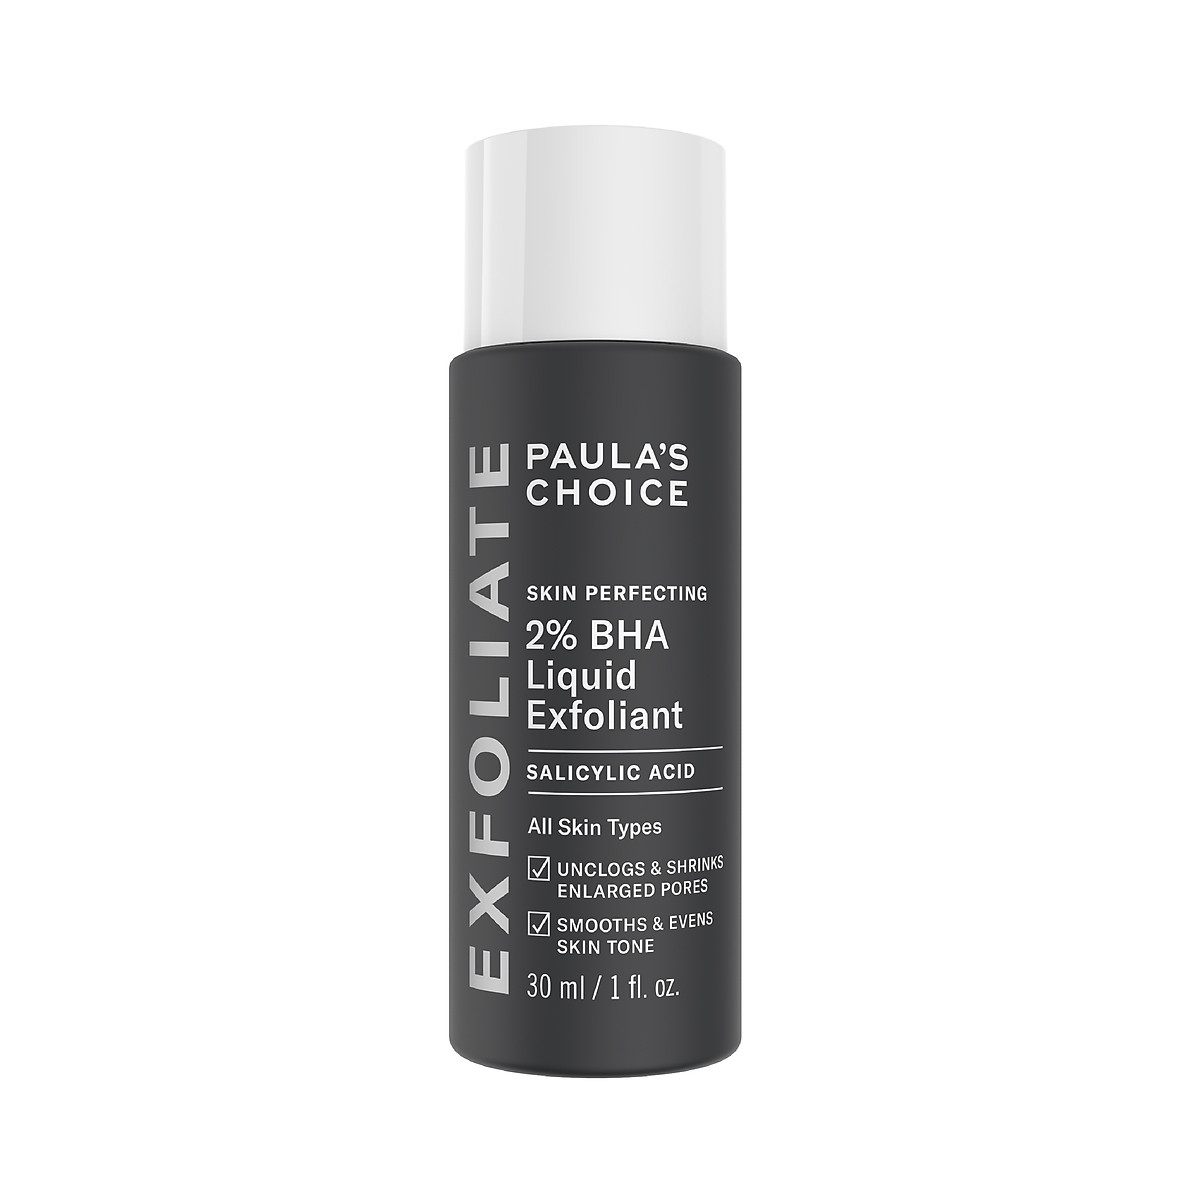 EXFOLIATE
PAULA'S
CHOICE
SKIN PERFECTING
2% BHA
Liquid
Exfoliant
SALICYLIC ACID
All Skin Types
UNCLOGS & SHRINKS
ENLARGED PORES
SMOOTHS & EVENS
SKIN TONE
30 ml / 1 fl. oz.